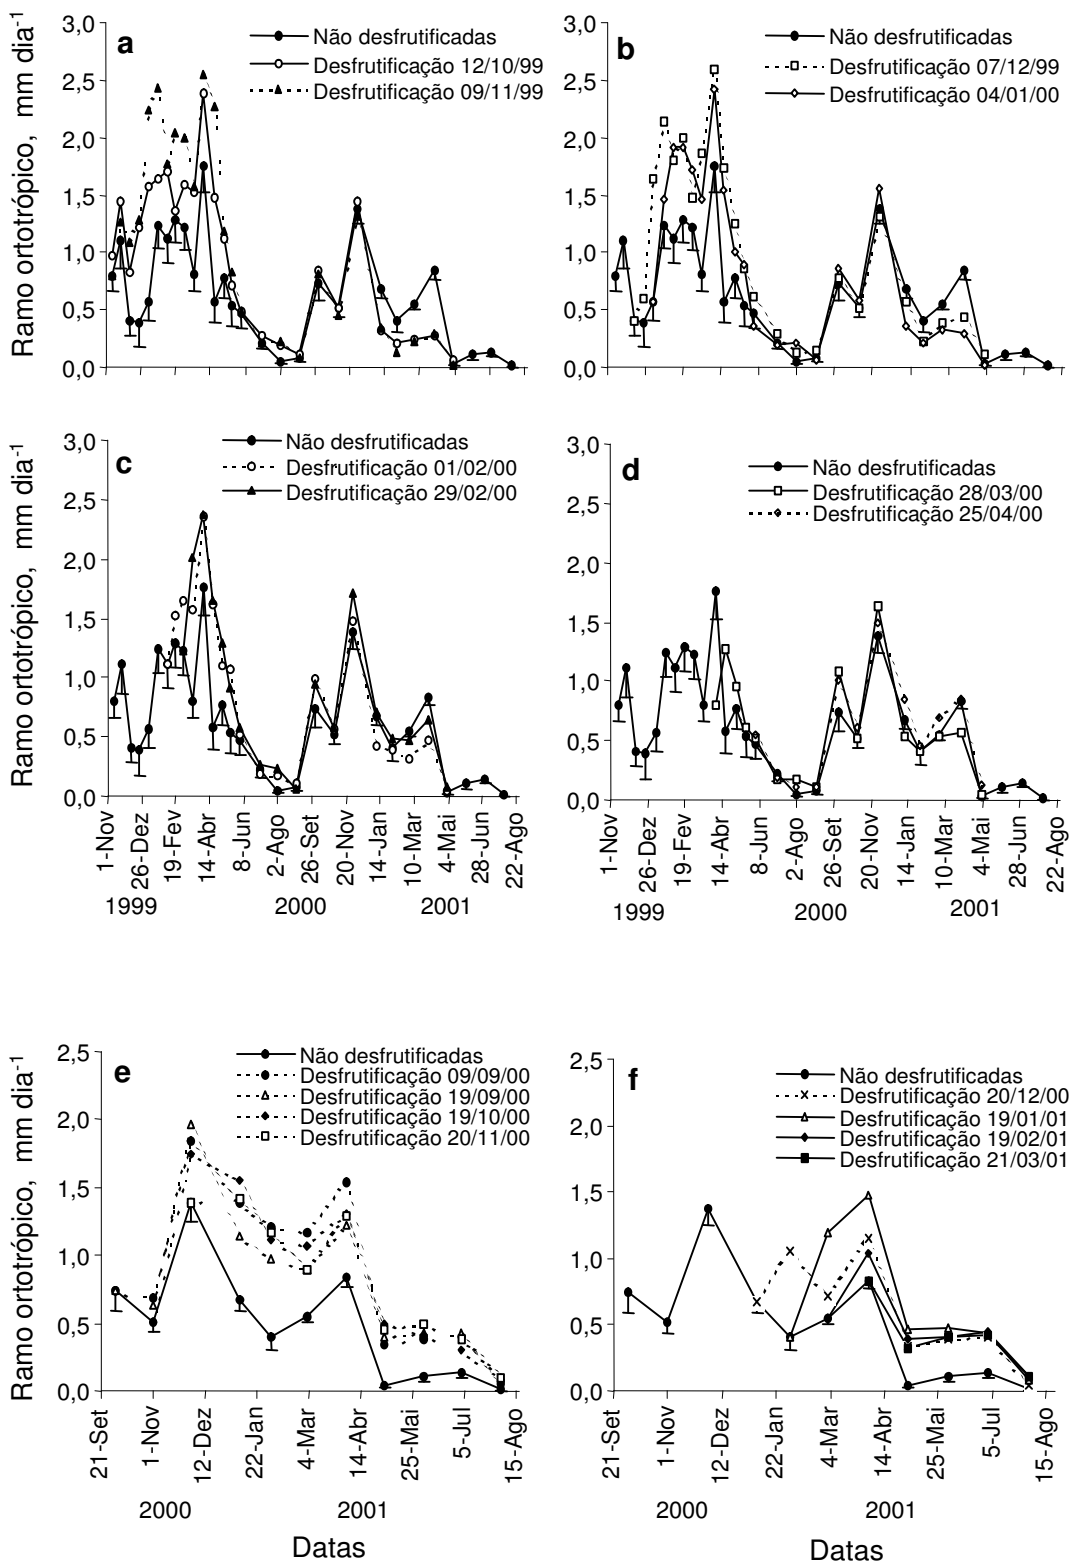 Ramo ortotrópico, mm dia-1
3,0
2,5
2,0
1,5
1,0
0,5
0,0
a
Não desfrutificadas
Desfrutificação 12/10/99
Desfrutificação 09/11/99
3,0
2,5
2,0
1,5
1,0
0,5
0,0
b
Não desfrutificadas
Desfrutificação 07/12/99
Desfrutificação 04/01/00
Ramo ortotrópico, mm dia-1
3,0
2,5
2,0
1,5
1,0
0,5
0,0
c
Não desfrutificadas
Desfrutificação 01/02/00
Desfrutificação 29/02/00
1-Nov
26-Dez
19-Fev
14-Abr
8-Jun
2-Ago
26-Set
20-Nov
14-Jan
10-Mar
4-Mai
28-Jun
22-Ago
1999
2000
2001
3,0
2,5
2,0
1,5
1,0
0,5
0,0
d
Não desfrutificadas
Desfrutificação 28/03/00
Desfrutificação 25/04/00
1-Nov
26-Dez
19-Fev
14-Abr
8-Jun
2-Ago
26-Set
20-Nov
14-Jan
10-Mar
4-Mai
28-Jun
22-Ago
1999
2000
2001
Ramo ortotrópico, mm dia-1
2,5
2,0
1,5
1,0
0,5
0,0
e
Não desfrutificadas
Desfrutificação 09/09/00
Desfrutificação 19/09/00
Desfrutificação 19/10/00
Desfrutificação 20/11/00
21-Set
1-Nov
12-Dez
22-Jan
4-Mar
14-Abr
25-Mai
5-Jul
15-Ago
2000
2001
Datas
2,5
2,0
1,5
1,0
0,5
0,0
f
Não desfrutificadas
Desfrutificação 20/12/00
Desfrutificação 19/01/01
Desfrutificação 19/02/01
Desfrutificação 21/03/01
21-Set
1-Nov
12-Dez
22-Jan
4-Mar
14-Abr
25-Mai
5-Jul
15-Ago
2000
2001
Datas